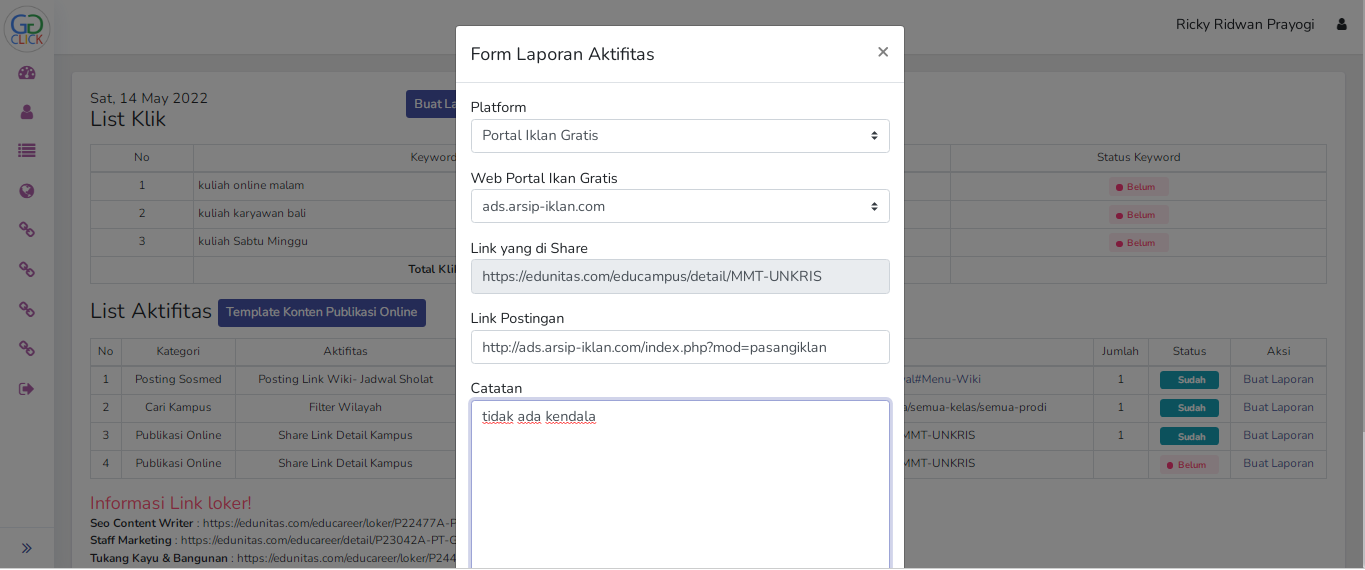 GG
CLICK
Ricky Ridwan Prayogi
Form Laporan Aktifitas
×
Sat, 14 May 2022
List Klik
Buat La
No
Keyword
Status Keyword
1
kuliah online malam
Belum
2
kuliah karyawan bali
Belum
3
kuliah Sabtu Minggu
Belum
Total Klik
Platform
Portal Iklan Gratis
Web Portal Ikan Gratis
ads.arsip-iklan.com
Link yang di Share
https://edunitas.com/educampus/detail/MMT-UNKRIS
Link Postingan
http://ads.arsip-iklan.com/index.php?mod=pasangiklan
Catatan
tidak ada kendala
List Aktifitas
Template Konten Publikasi Online
No Kategori Aktifitas Jumlah Status Aksi
1 Posting Sosmed Posting Link Wiki- Jadwal Sholat al#Menu-Wiki 1 Sudah Buat Laporan
2 Cari Kampus Filter Wilayah a/semua-kelas/semua-prodi 1 Sudah Buat Laporan
3 Publikasi Online Share Link Detail Kampus MMT-UNKRIS 1 Sudah Buat Laporan
4 Publikasi Online Share Link Detail Kampus MMT-UNKRIS Belum Buat Laporan
Informasi Link loker!
Seo Content Writer : https://edunitas.com/educareer/loker/P22477A-P
Staff Marketing : https://edunitas.com/educareer/detail/P23042A-PT-G
Tukang Kayu & Bangunan : https://edunitas.com/educareer/loker/P244